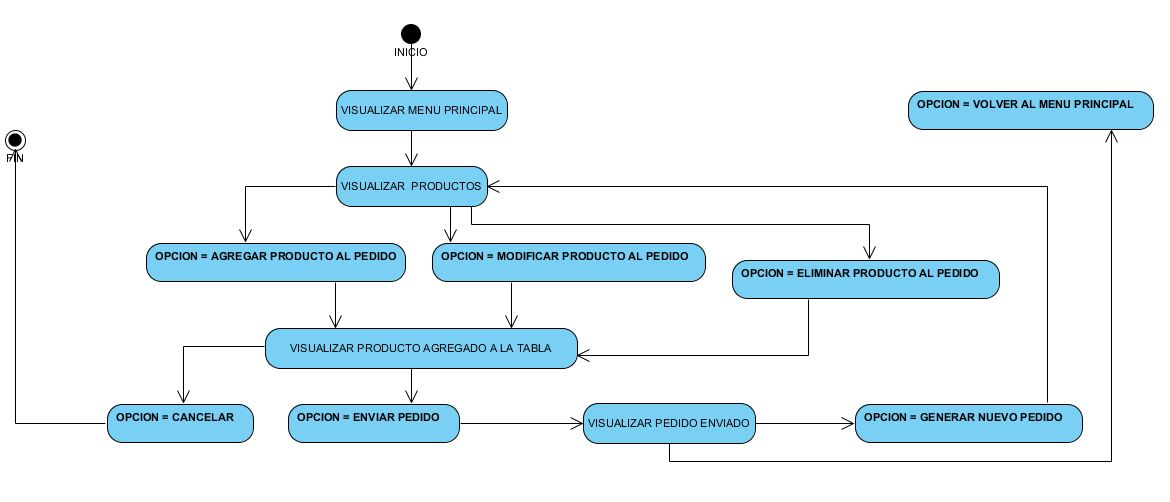 INICIO
VISUALIZAR MENU PRINCIPAL
OPCION = VOLVER AL MENU PRINCIPAL
FIN
VISUALIZAR  PRODUCTOS
OPCION = AGREGAR PRODUCTO AL PEDIDO
OPCION = MODIFICAR PRODUCTO AL PEDIDO
OPCION = ELIMINAR PRODUCTO AL PEDIDO
VISUALIZAR PRODUCTO AGREGADO A LA TABLA
OPCION = CANCELAR
OPCION = ENVIAR PEDIDO
VISUALIZAR PEDIDO ENVIADO
OPCION = GENERAR NUEVO PEDIDO